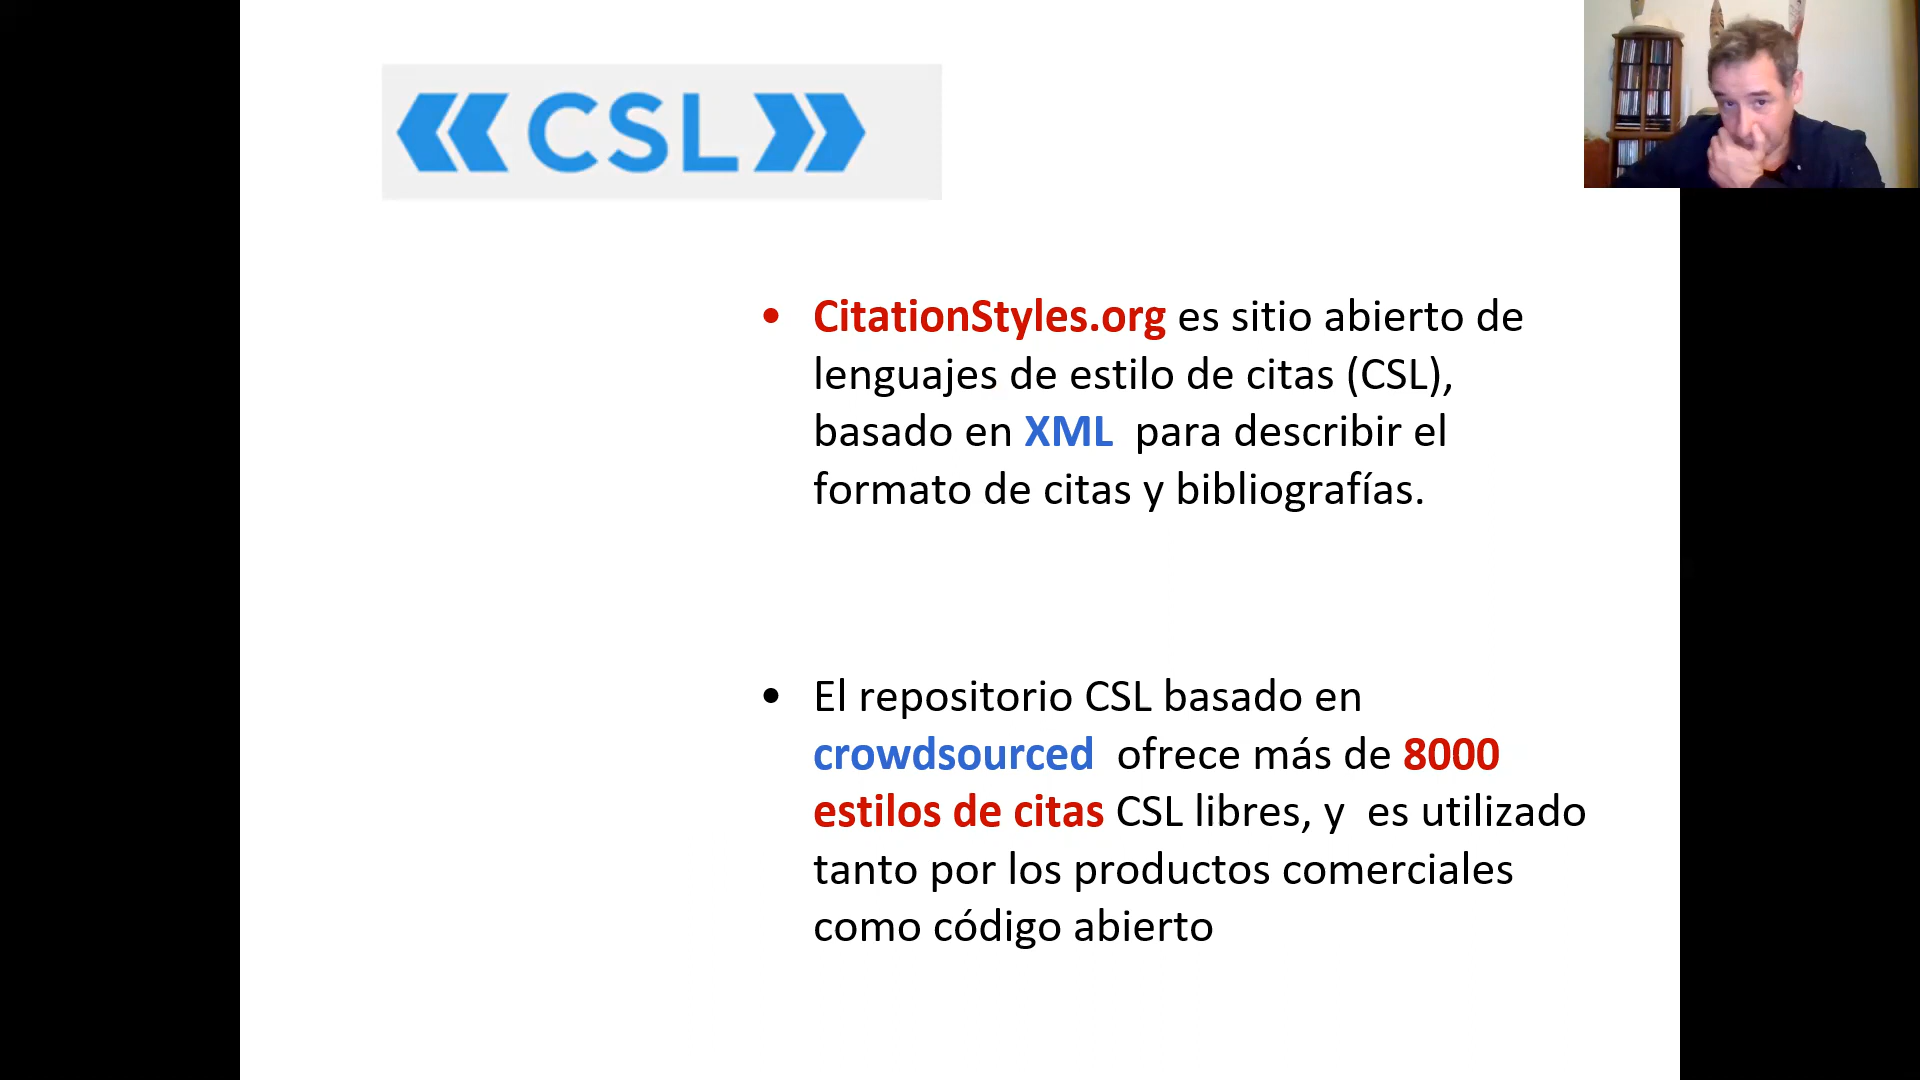 CSL
• CitationStyles.org es sitio abierto de
lenguajes de estilo de citas (CSL),
basado en XML para describir el
formato de citas y bibliografías.
• El repositorio CSL basado en
crowdsourced ofrece más de 8000
estilos de citas CSL libres, y es utilizado
tanto por los productos comerciales
como código abierto